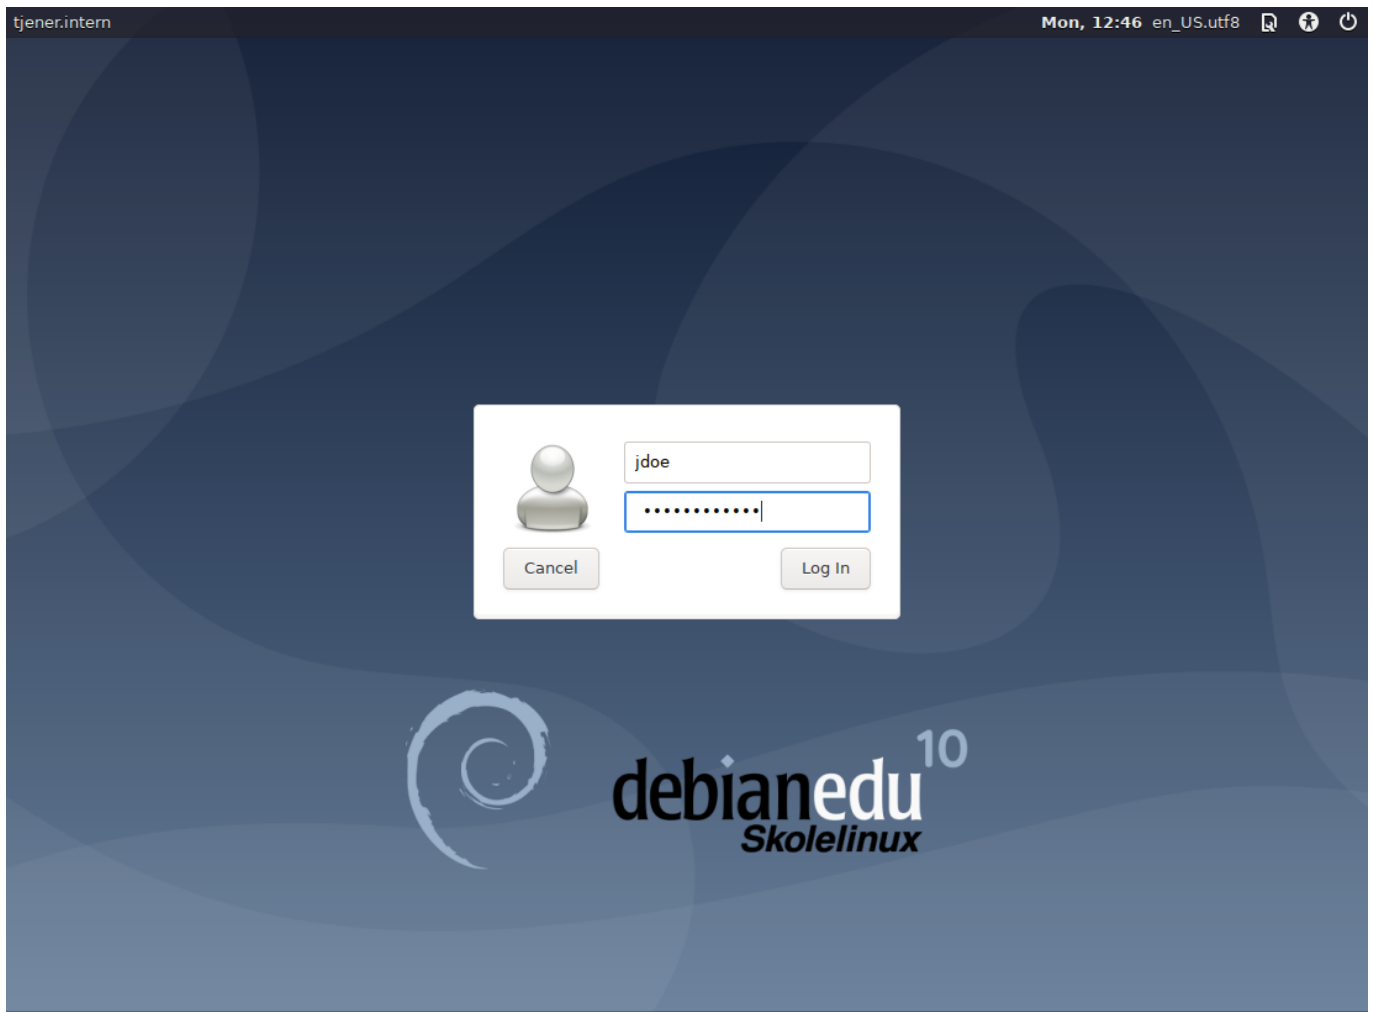 tjener.intern
Mon, 12:46 en_US.utf8
jdoe
••••••••••••
Cancel
Log In
debianedu 10
Skolelinux